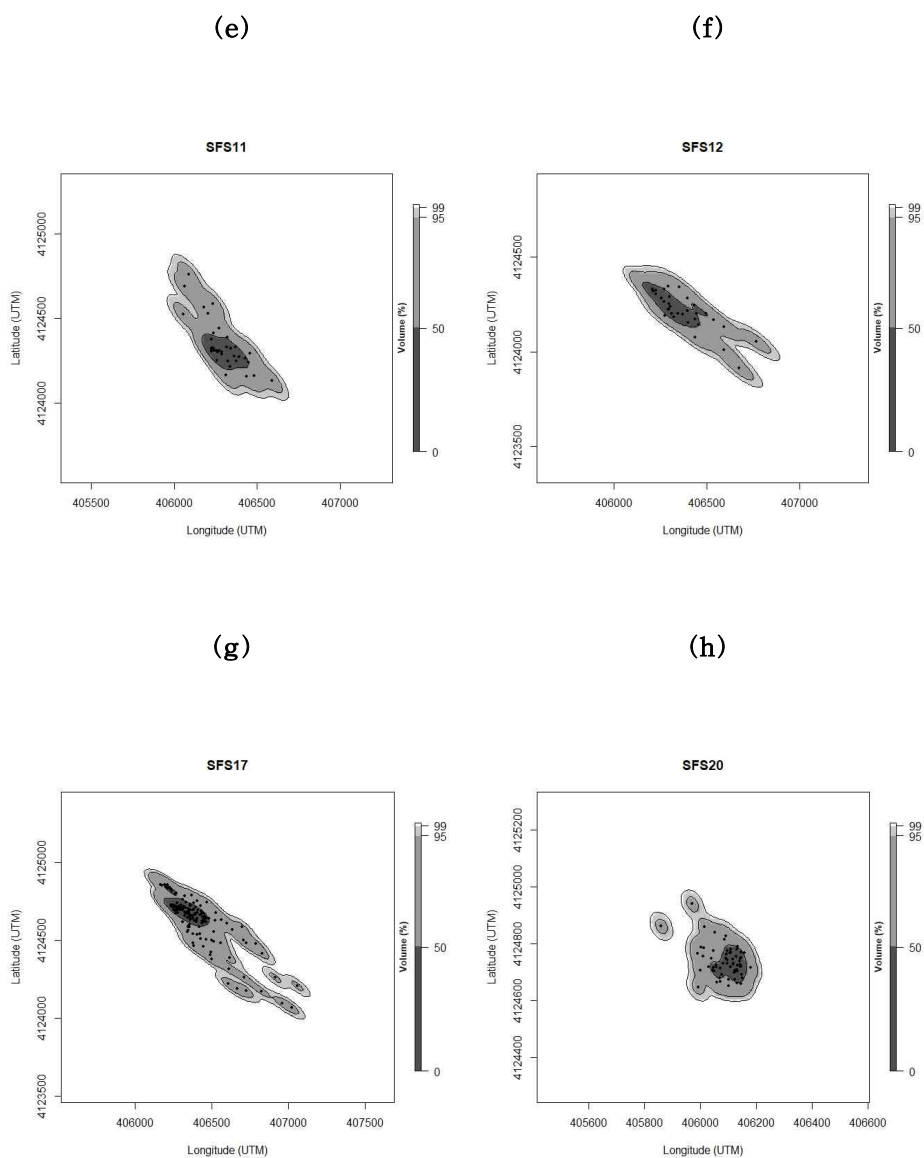 (e)
(f)
SFS11
Latitude (UTM)
4125000
4124500
4124000
405500 406000 406500 407000
Longitude (UTM)
99
95
50
0
Volume (%)
SFS12
Latitude (UTM)
4124500
4124000
4123500
406000 406500 407000
Longitude (UTM)
99
95
50
0
Volume (%)
(g)
(h)
SFS17
Latitude (UTM)
4125000
4124500
4124000
4123500
406000 406500 407000 407500
Longitude (UTM)
99
95
50
0
Volume (%)
SFS20
Latitude (UTM)
4125200
4125000
4124800
4124600
4124400
405600 405800 406000 406200 406400 406600
Longitude (UTM)
99
95
50
0
Volume (%)